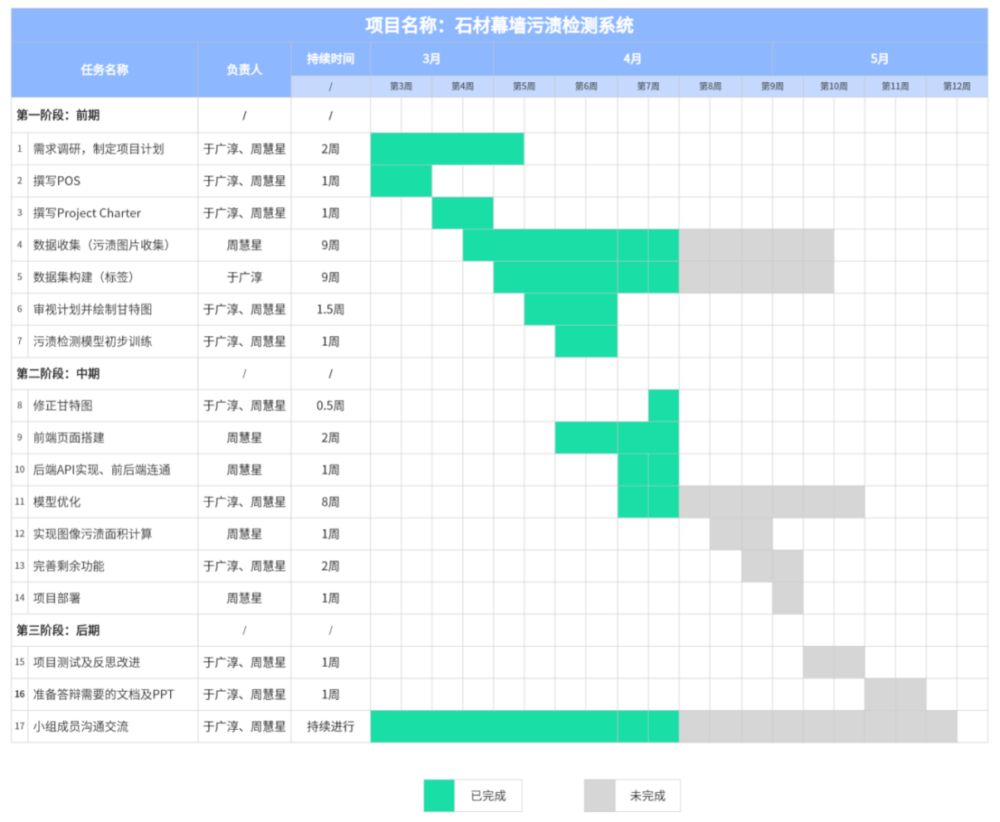 项目名称：石材幕墙污渍检测系统
任务名称 负责人 持续时间 3月 4月 5月
/ 第3周 第4周 第5周 第6周 第7周 第8周 第9周 第10周 第11周 第12周
第一阶段：前期 / /
1 需求调研，制定项目计划 于广淳、周慧星 2周
2 撰写POS 于广淳、周慧星 1周
3 撰写Project Charter 于广淳、周慧星 1周
4 数据收集（污渍图片收集） 周慧星 9周
5 数据集构建（标签） 于广淳 9周
6 审视计划并绘制甘特图 于广淳、周慧星 1.5周
7 污渍检测模型初步训练 于广淳、周慧星 1周
第二阶段：中期 / /
8 修正甘特图 于广淳、周慧星 0.5周
9 前端页面搭建 周慧星 2周
10 后端API实现、前后端连通 周慧星 1周
11 模型优化 于广淳、周慧星 8周
12 实现图像污渍面积计算 周慧星 1周
13 完善剩余功能 于广淳、周慧星 2周
14 项目部署 周慧星 1周
第三阶段：后期 / /
15 项目测试及反思改进 于广淳、周慧星 1周
16 准备答辩需要的文档及PPT 于广淳、周慧星 1周
17 小组成员沟通交流 于广淳、周慧星 持续进行
已完成 未完成